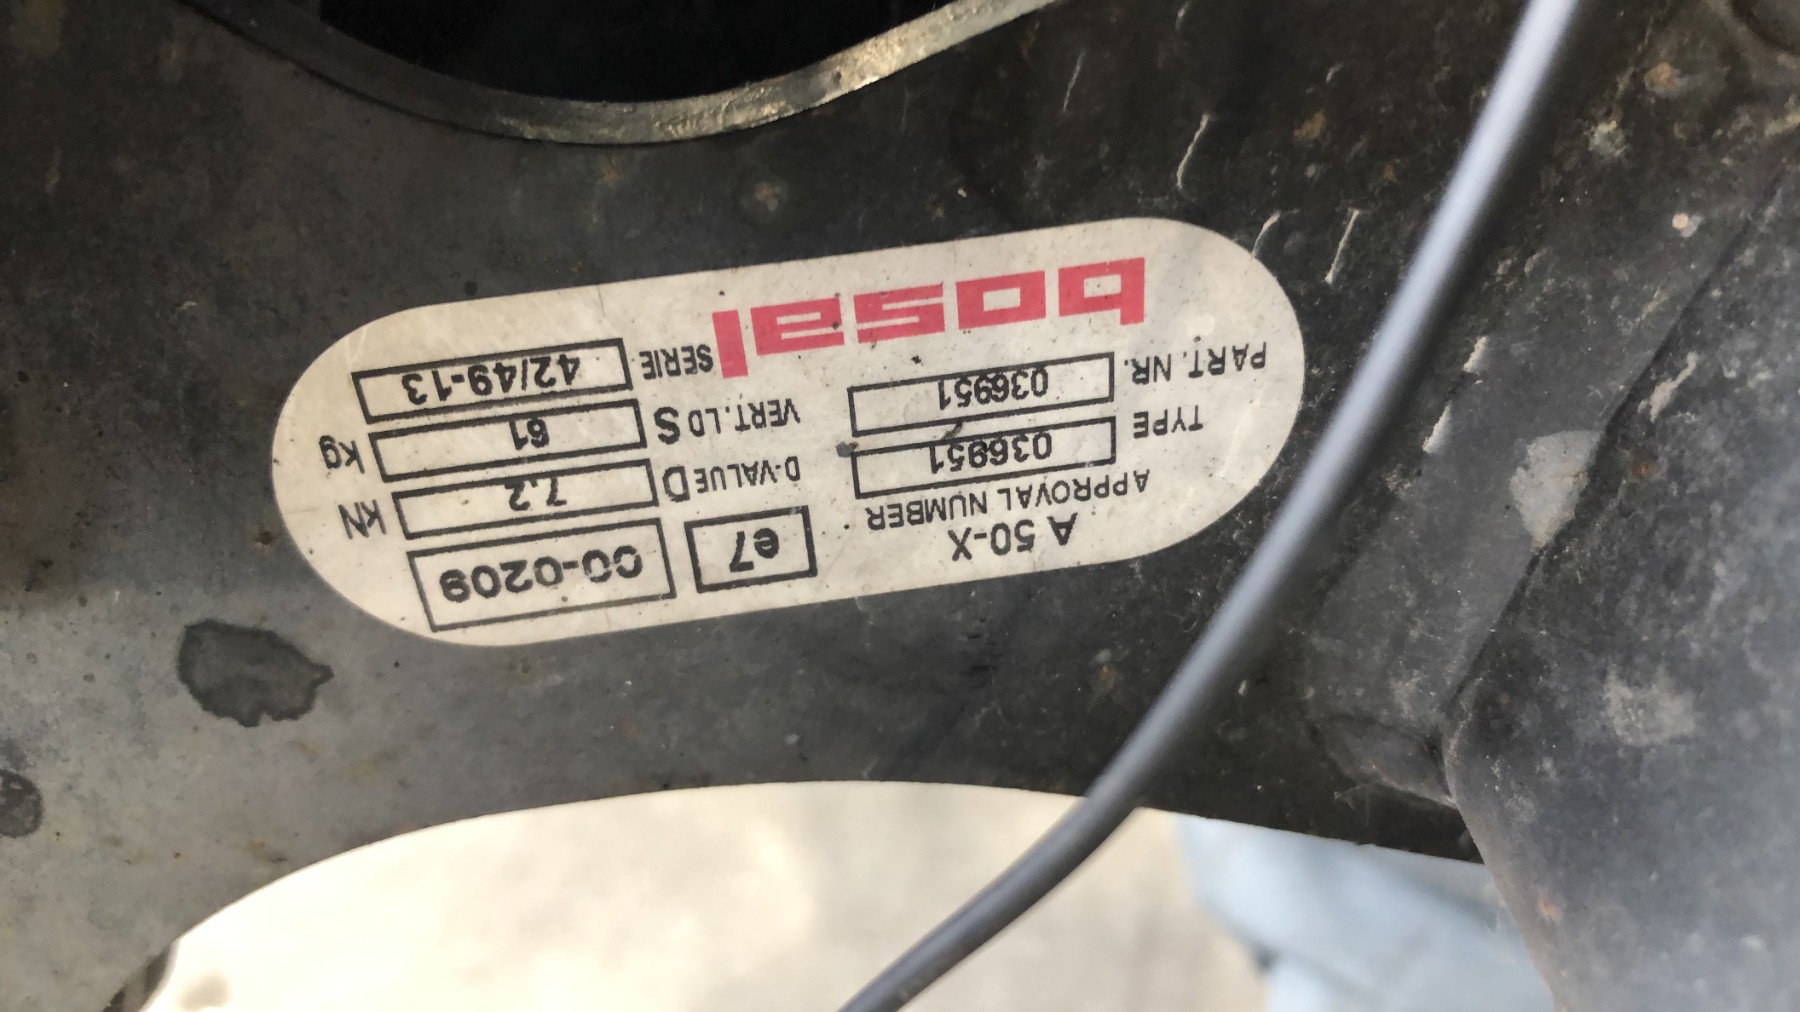 A 50-X e7 00-0209
APPROVAL NUMBER
TYPE 036951 D-VALUE D 7.2 kN
PART. NR. 036951 VERT. LD S 61 kg
bosal SERIE 42/49-13